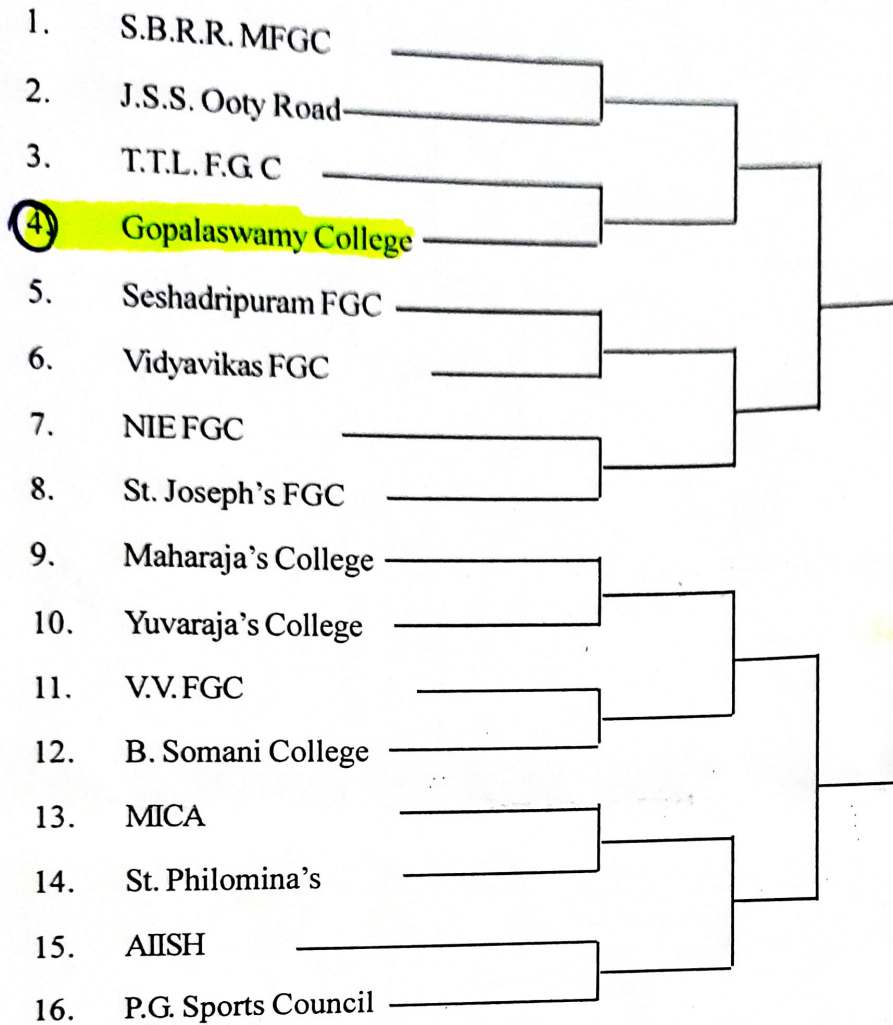 1. S.B.R.R. MFGC
2. J.S.S. Ooty Road
3. T.T.L. F.G. C
4. Gopalaswamy College
5. Seshadripuram FGC
6. Vidyavikas FGC
7. NIE FGC
8. St. Joseph's FGC
9. Maharaja's College
10. Yuvaraja's College
11. V.V. FGC
12. B. Somani College
13. MICA
14. St. Philomina's
15. AIISH
16. P.G. Sports Council